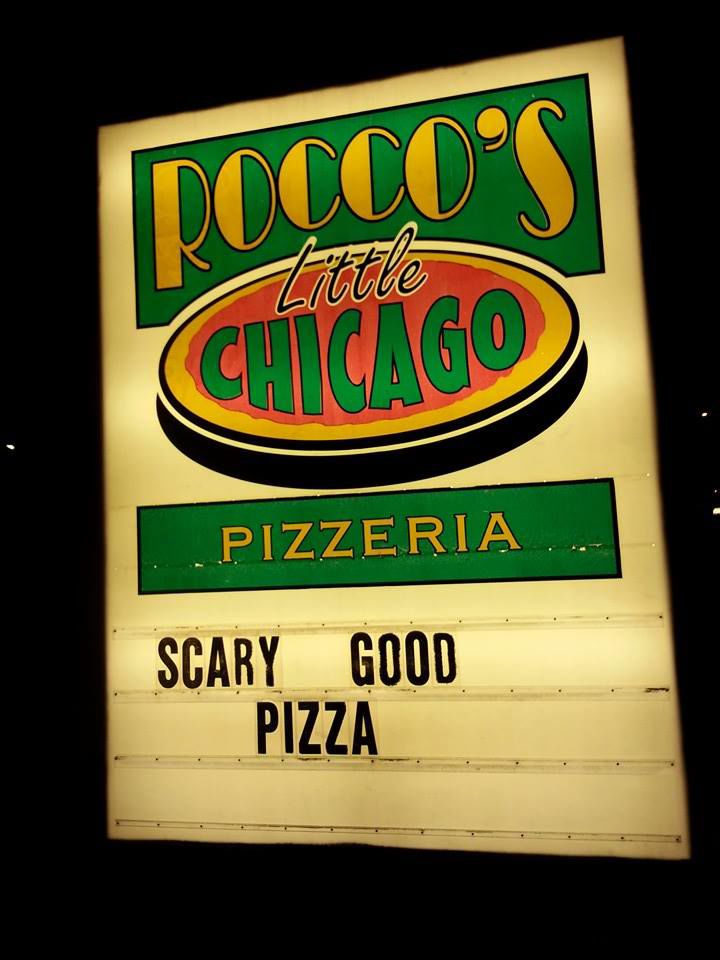 ROCCO'S
Little
CHICAGO
PIZZERIA
SCARY GOOD
PIZZA